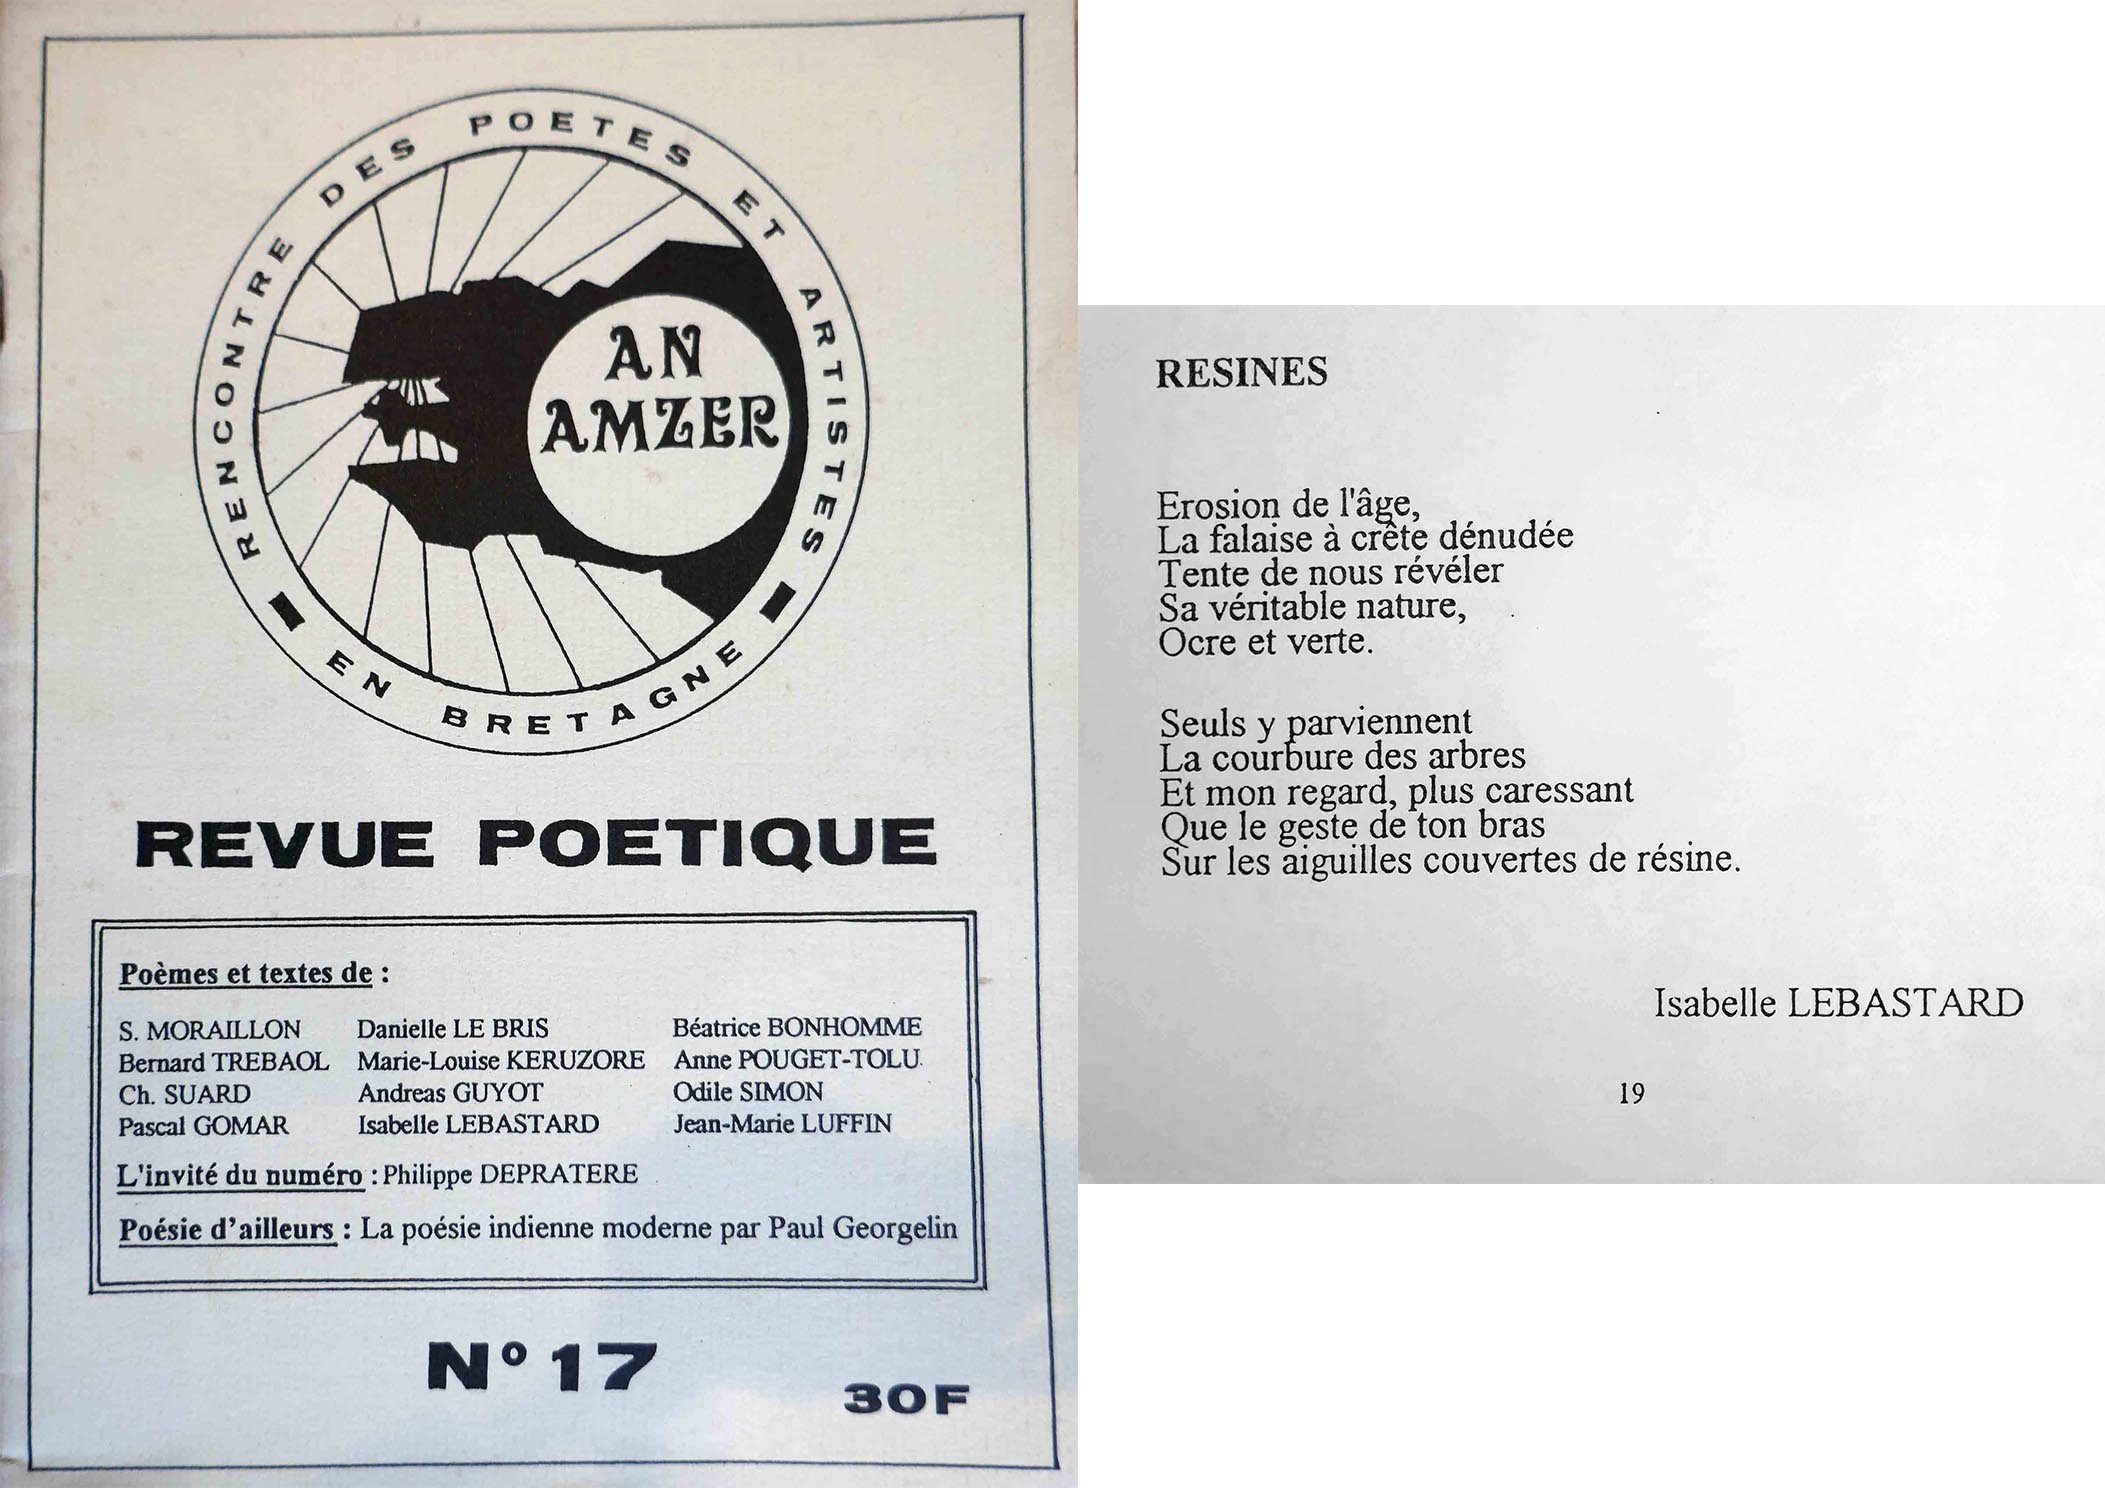 RENCONTRE DES POETES ET ARTISTES
EN BRETAGNE
AN
AMZER
REVUE POETIQUE
Poèmes et textes de :
S. MORAILLON Danielle LE BRIS Béatrice BONHOMME
Bernard TREBAOL Marie-Louise KERUZORE Anne POUGET-TOLU
Ch. SUARD Andreas GUYOT Odile SIMON
Pascal GOMAR Isabelle LEBASTARD Jean-Marie LUFFIN
L'invité du numéro : Philippe DEPRATERE
Poésie d'ailleurs : La poésie indienne moderne par Paul Georgelin
N° 17
30F
RESINES
Erosion de l'âge,
La falaise à crête dénudée
Tente de nous révéler
Sa véritable nature,
Ocre et verte.
Seuls y parviennent
La courbure des arbres
Et mon regard, plus caressant
Que le geste de ton bras
Sur les aiguilles couvertes de résine.
Isabelle LEBASTARD
19